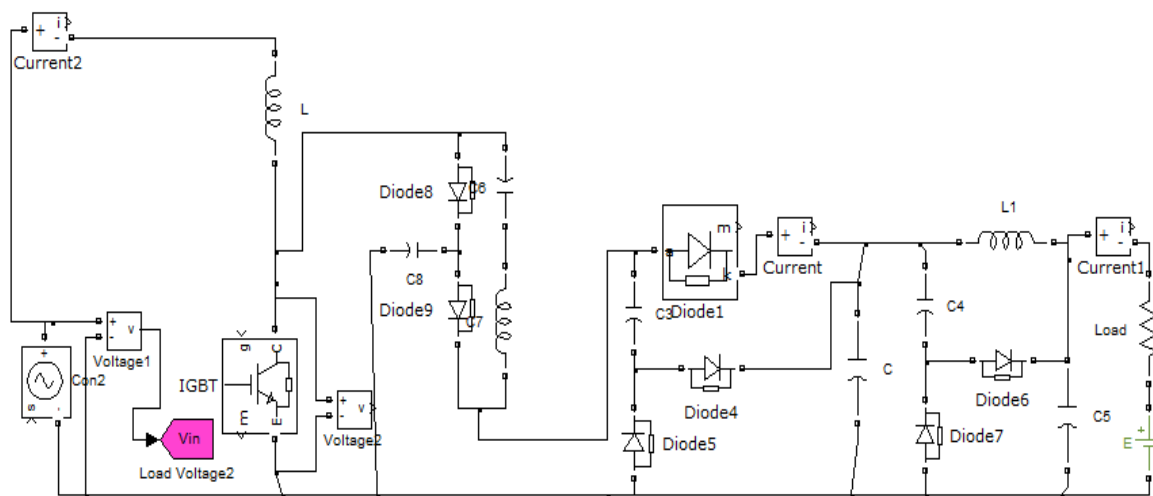 i
+
-
Current2
L
Diode8
C6
C8
Diode9
C7
m
a
k
Diode1
i
+
-
Current
L1
i
+
-
Current1
C3
C4
Load
Diode4
C
Diode6
C5
E
+
Diode5
Diode7
+
-
v
Voltage1
+
-
s
Con2
g
C
IGBT
m
E
+
-
v
Voltage2
Vin
Load Voltage2